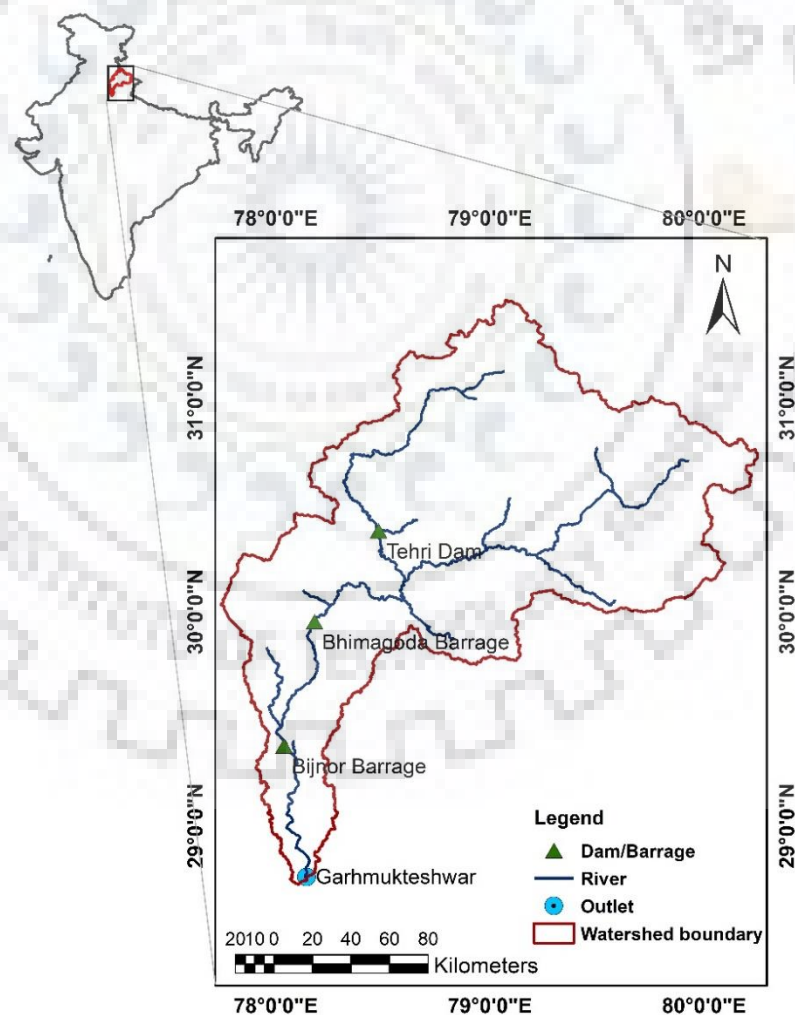 78°0'0"E 79°0'0"E 80°0'0"E
N
31°0'0"N
31°0'0"N
Tehri Dam
30°0'0"N
30°0'0"N
Bhimagoda Barrage
Bijnor Barrage
29°0'0"N
29°0'0"N
Garhmukteshwar
Legend
Dam/Barrage
River
Outlet
Watershed boundary
2010 0 20 40 60 80
Kilometers
78°0'0"E 79°0'0"E 80°0'0"E